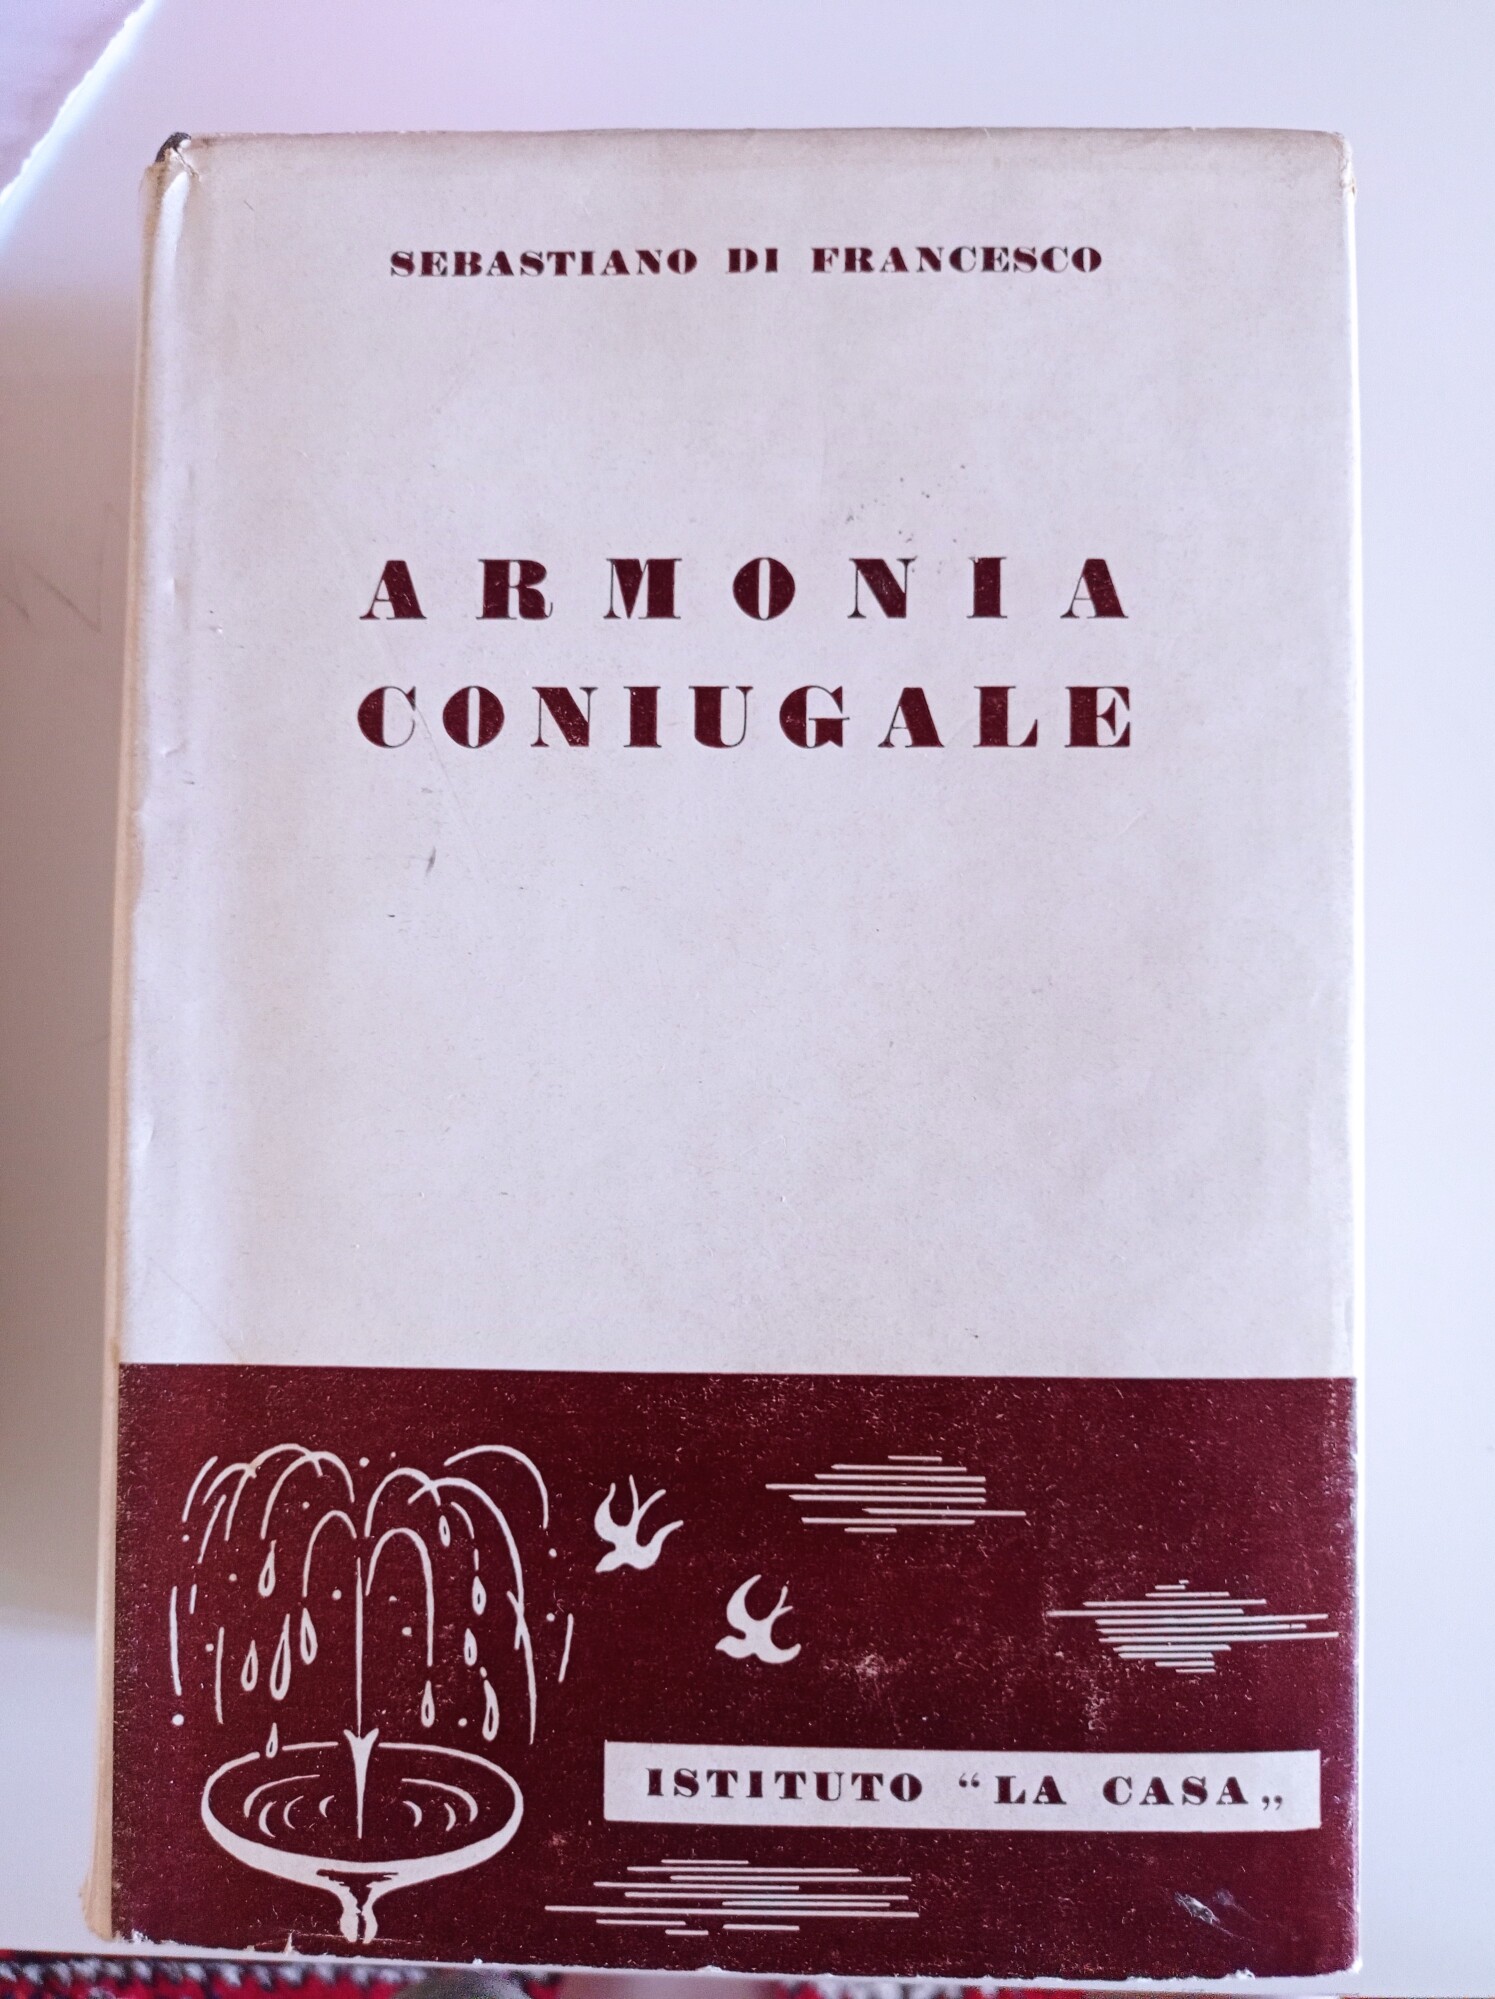 SEBASTIANO DI FRANCESCO
ARMONIA
CONIUGALE
ISTITUTO “LA CASA„